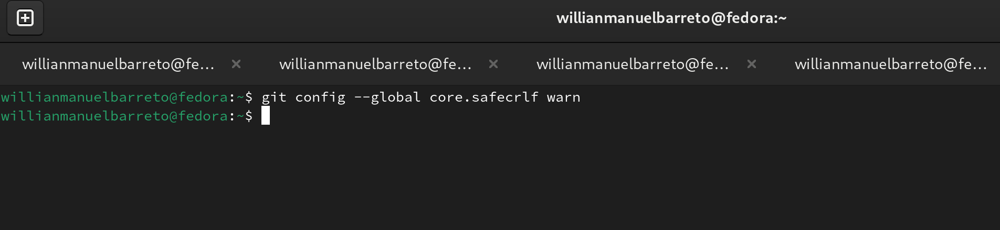 willianmanuelbarreto@fedora:~
willianmanuelbarreto@fe... willianmanuelbarreto@fe... willianmanuelbarreto@fe... willianmanuelbarreto@fe...
willianmanuelbarreto@fedora:~$ git config --global core.safecrlf warn
willianmanuelbarreto@fedora:~$